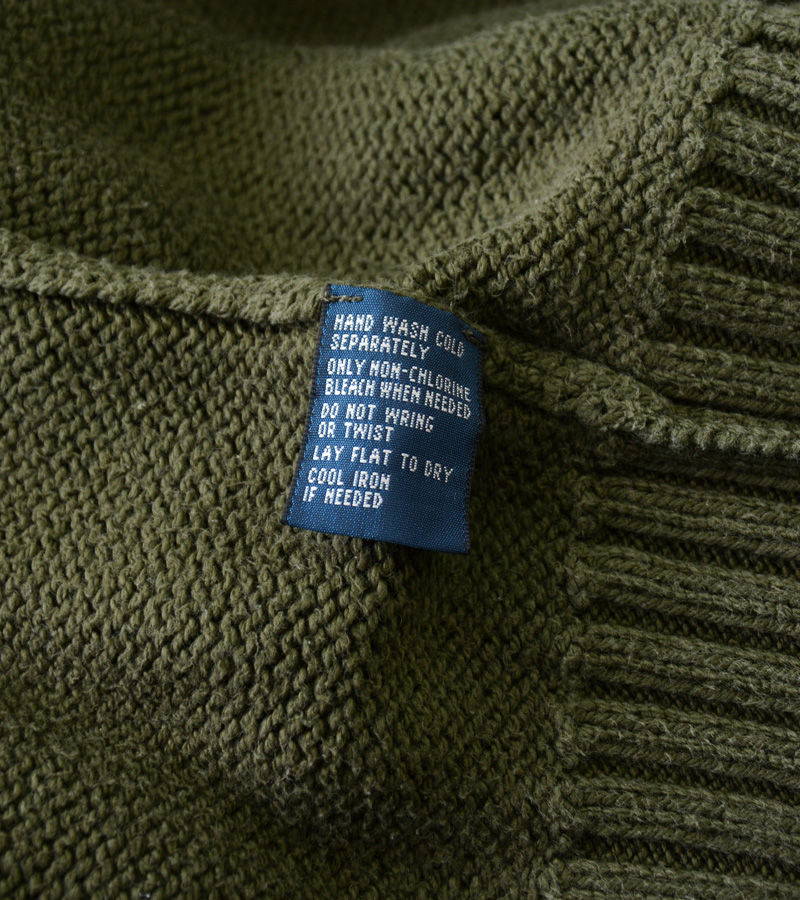 HAND WASH COLD
SEPARATELY
ONLY NON-CHLORINE
BLEACH WHEN NEEDED
DO NOT WRING
OR TWIST
LAY FLAT TO DRY
COOL IRON
IF NEEDED